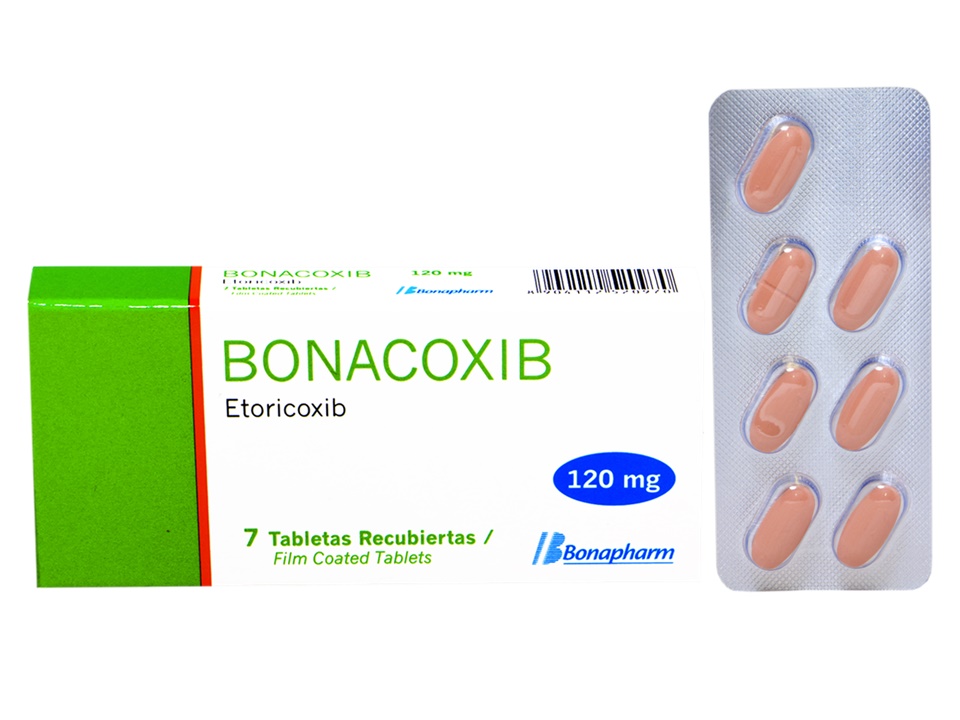 BONACOXIB 120 mg
Etoricoxib
7 Tabletas Recubiertas /
Film Coated Tablets
Bonapharm
BONACOXIB
Etoricoxib
120 mg
7 Tabletas Recubiertas /
Film Coated Tablets
Bonapharm